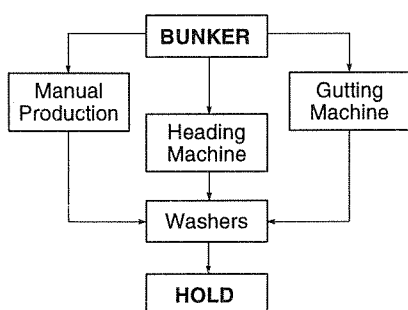 BUNKER
Manual
Production
Heading
Machine
Gutting
Machine
Washers
HOLD